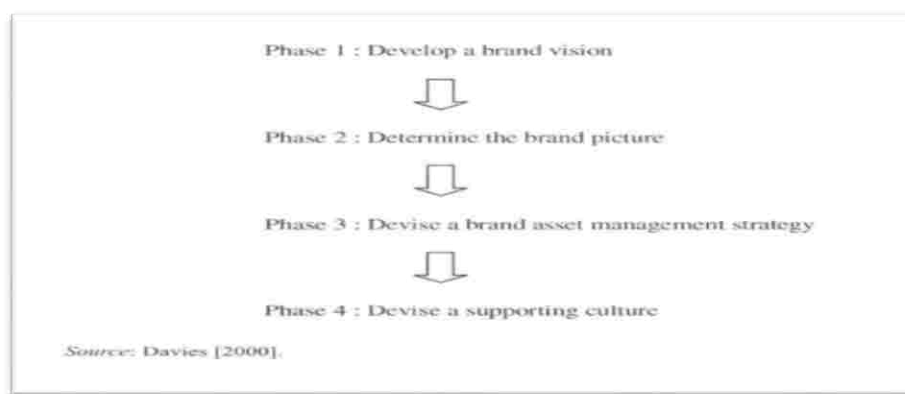 Phase 1 : Develop a brand vision
Phase 2 : Determine the brand picture
Phase 3 : Devise a brand asset management strategy
Phase 4 : Devise a supporting culture
Source: Davies [2000].